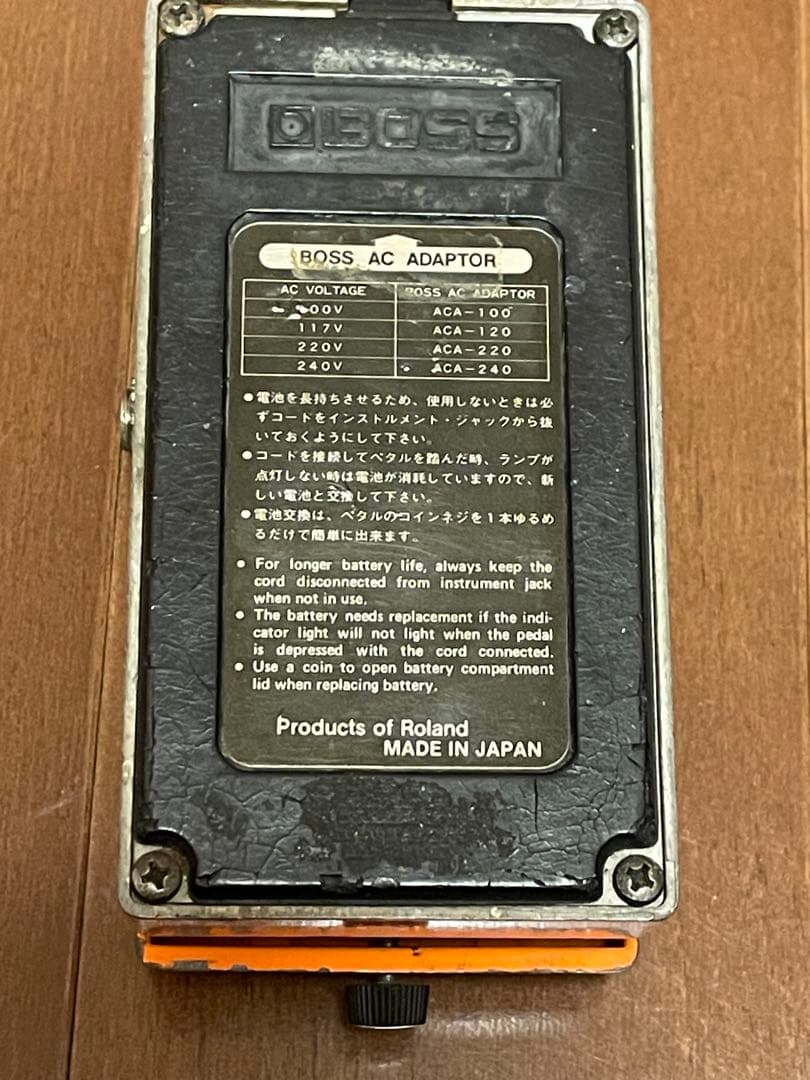 BOSS
BOSS AC ADAPTOR
AC VOLTAGE BOSS AC ADAPTOR
00V ACA-100
117V ACA-120
220V ACA-220
240V ACA-240
●電池を長持ちさせるため、使用しないときは必
ずコードをインストルメント・ジャックから抜
いておくようにして下さい。
●コードを接続してペタルを踏んだ時、ランプが
点灯しない時は電池が消耗していますので、新
しい電池と交換して下さい。
●電池交換は、ペタルのコインネジを1本ゆるめ
るだけで簡単に出来ます。
● For longer battery life, always keep the
cord disconnected from instrument jack
when not in use.
● The battery needs replacement if the indi-
cator light will not light when the pedal
is depressed with the cord connected.
● Use a coin to open battery compartment
lid when replacing battery.
Products of Roland
MADE IN JAPAN